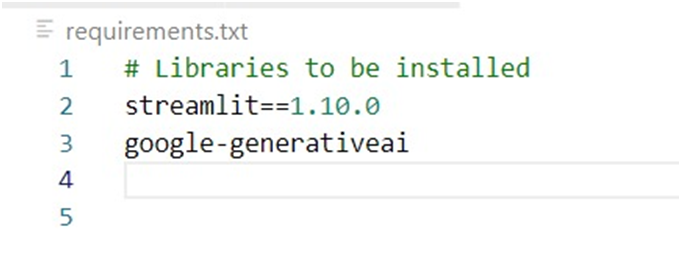 requirements.txt
1 # Libraries to be installed
2 streamlit==1.10.0
3 google-generativeai
4
5